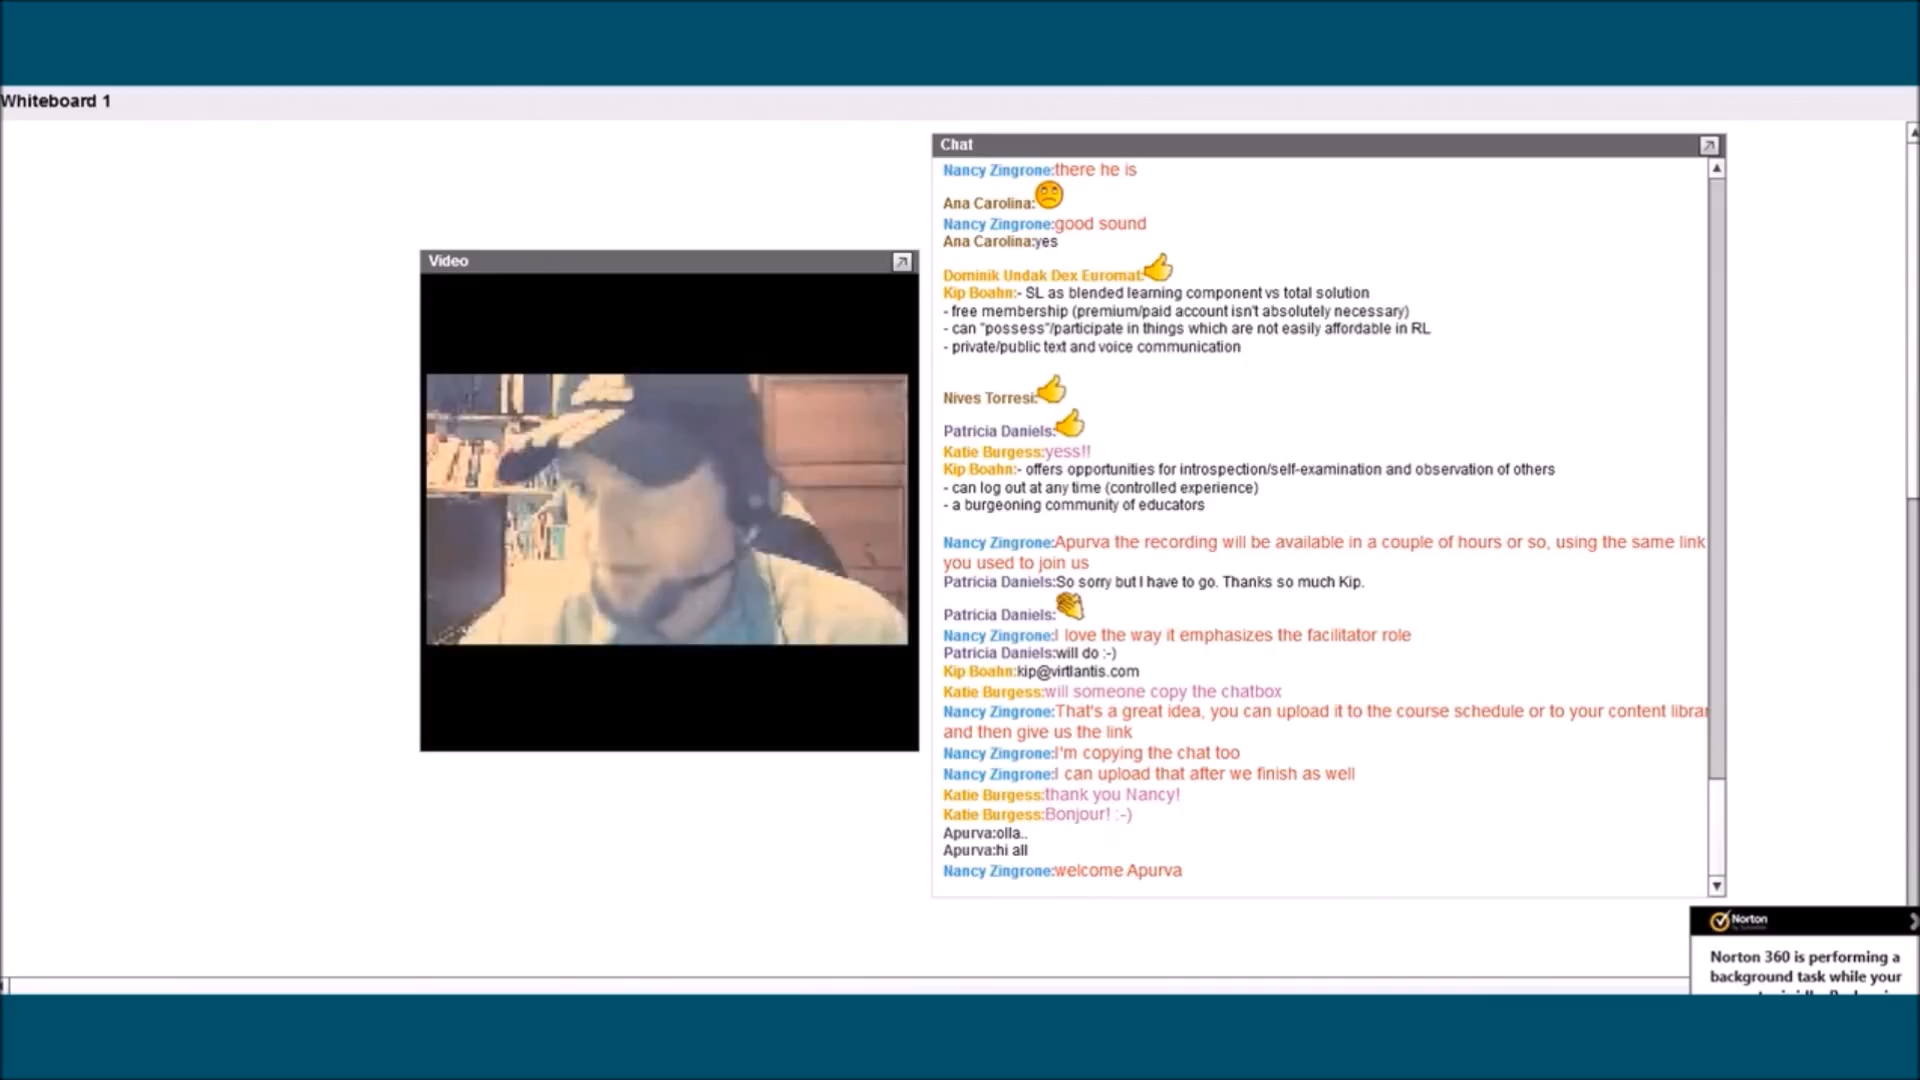 Whiteboard 1
Chat
Nancy Zingrone:there he is
Ana Carolina:
Nancy Zingrone:good sound
Ana Carolina:yes
Video
Dominik Undak Dex Euromat:
Kip Boahn:- SL as blended learning component vs total solution
- free membership (premium/paid account isn't absolutely necessary)
- can "possess"/participate in things which are not easily affordable in RL
- private/public text and voice communication
Nives Torresi:
Patricia Daniels:
Katie Burgess:yess!!
Kip Boahn:- offers opportunities for introspection/self-examination and observation of others
- can log out at any time (controlled experience)
- a burgeoning community of educators
Nancy Zingrone:Apurva the recording will be available in a couple of hours or so, using the same link
you used to join us
Patricia Daniels:So sorry but I have to go. Thanks so much Kip.
Patricia Daniels:
Nancy Zingrone:I love the way it emphasizes the facilitator role
Patricia Daniels:will do :-)
Kip Boahn:kip@virtlantis.com
Katie Burgess:will someone copy the chatbox
Nancy Zingrone:That's a great idea, you can upload it to the course schedule or to your content librar
and then give us the link
Nancy Zingrone:I'm copying the chat too
Nancy Zingrone:I can upload that after we finish as well
Katie Burgess:thank you Nancy!
Katie Burgess:Bonjour! :-)
Apurva:olla..
Apurva:hi all
Nancy Zingrone:welcome Apurva
Norton
Norton 360 is performing a
background task while your